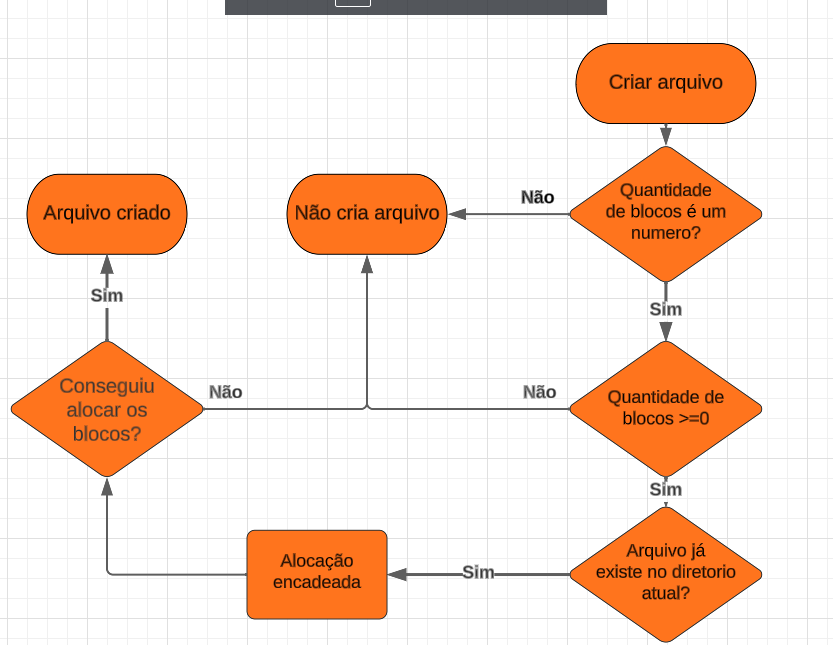 Criar arquivo
Quantidade
de blocos é um
numero?
Não
Não cria arquivo
Arquivo criado
Sim
Sim
Conseguiu
alocar os
blocos?
Não
Não
Quantidade de
blocos >=0
Sim
Arquivo já
existe no diretorio
atual?
Sim
Alocação
encadeada